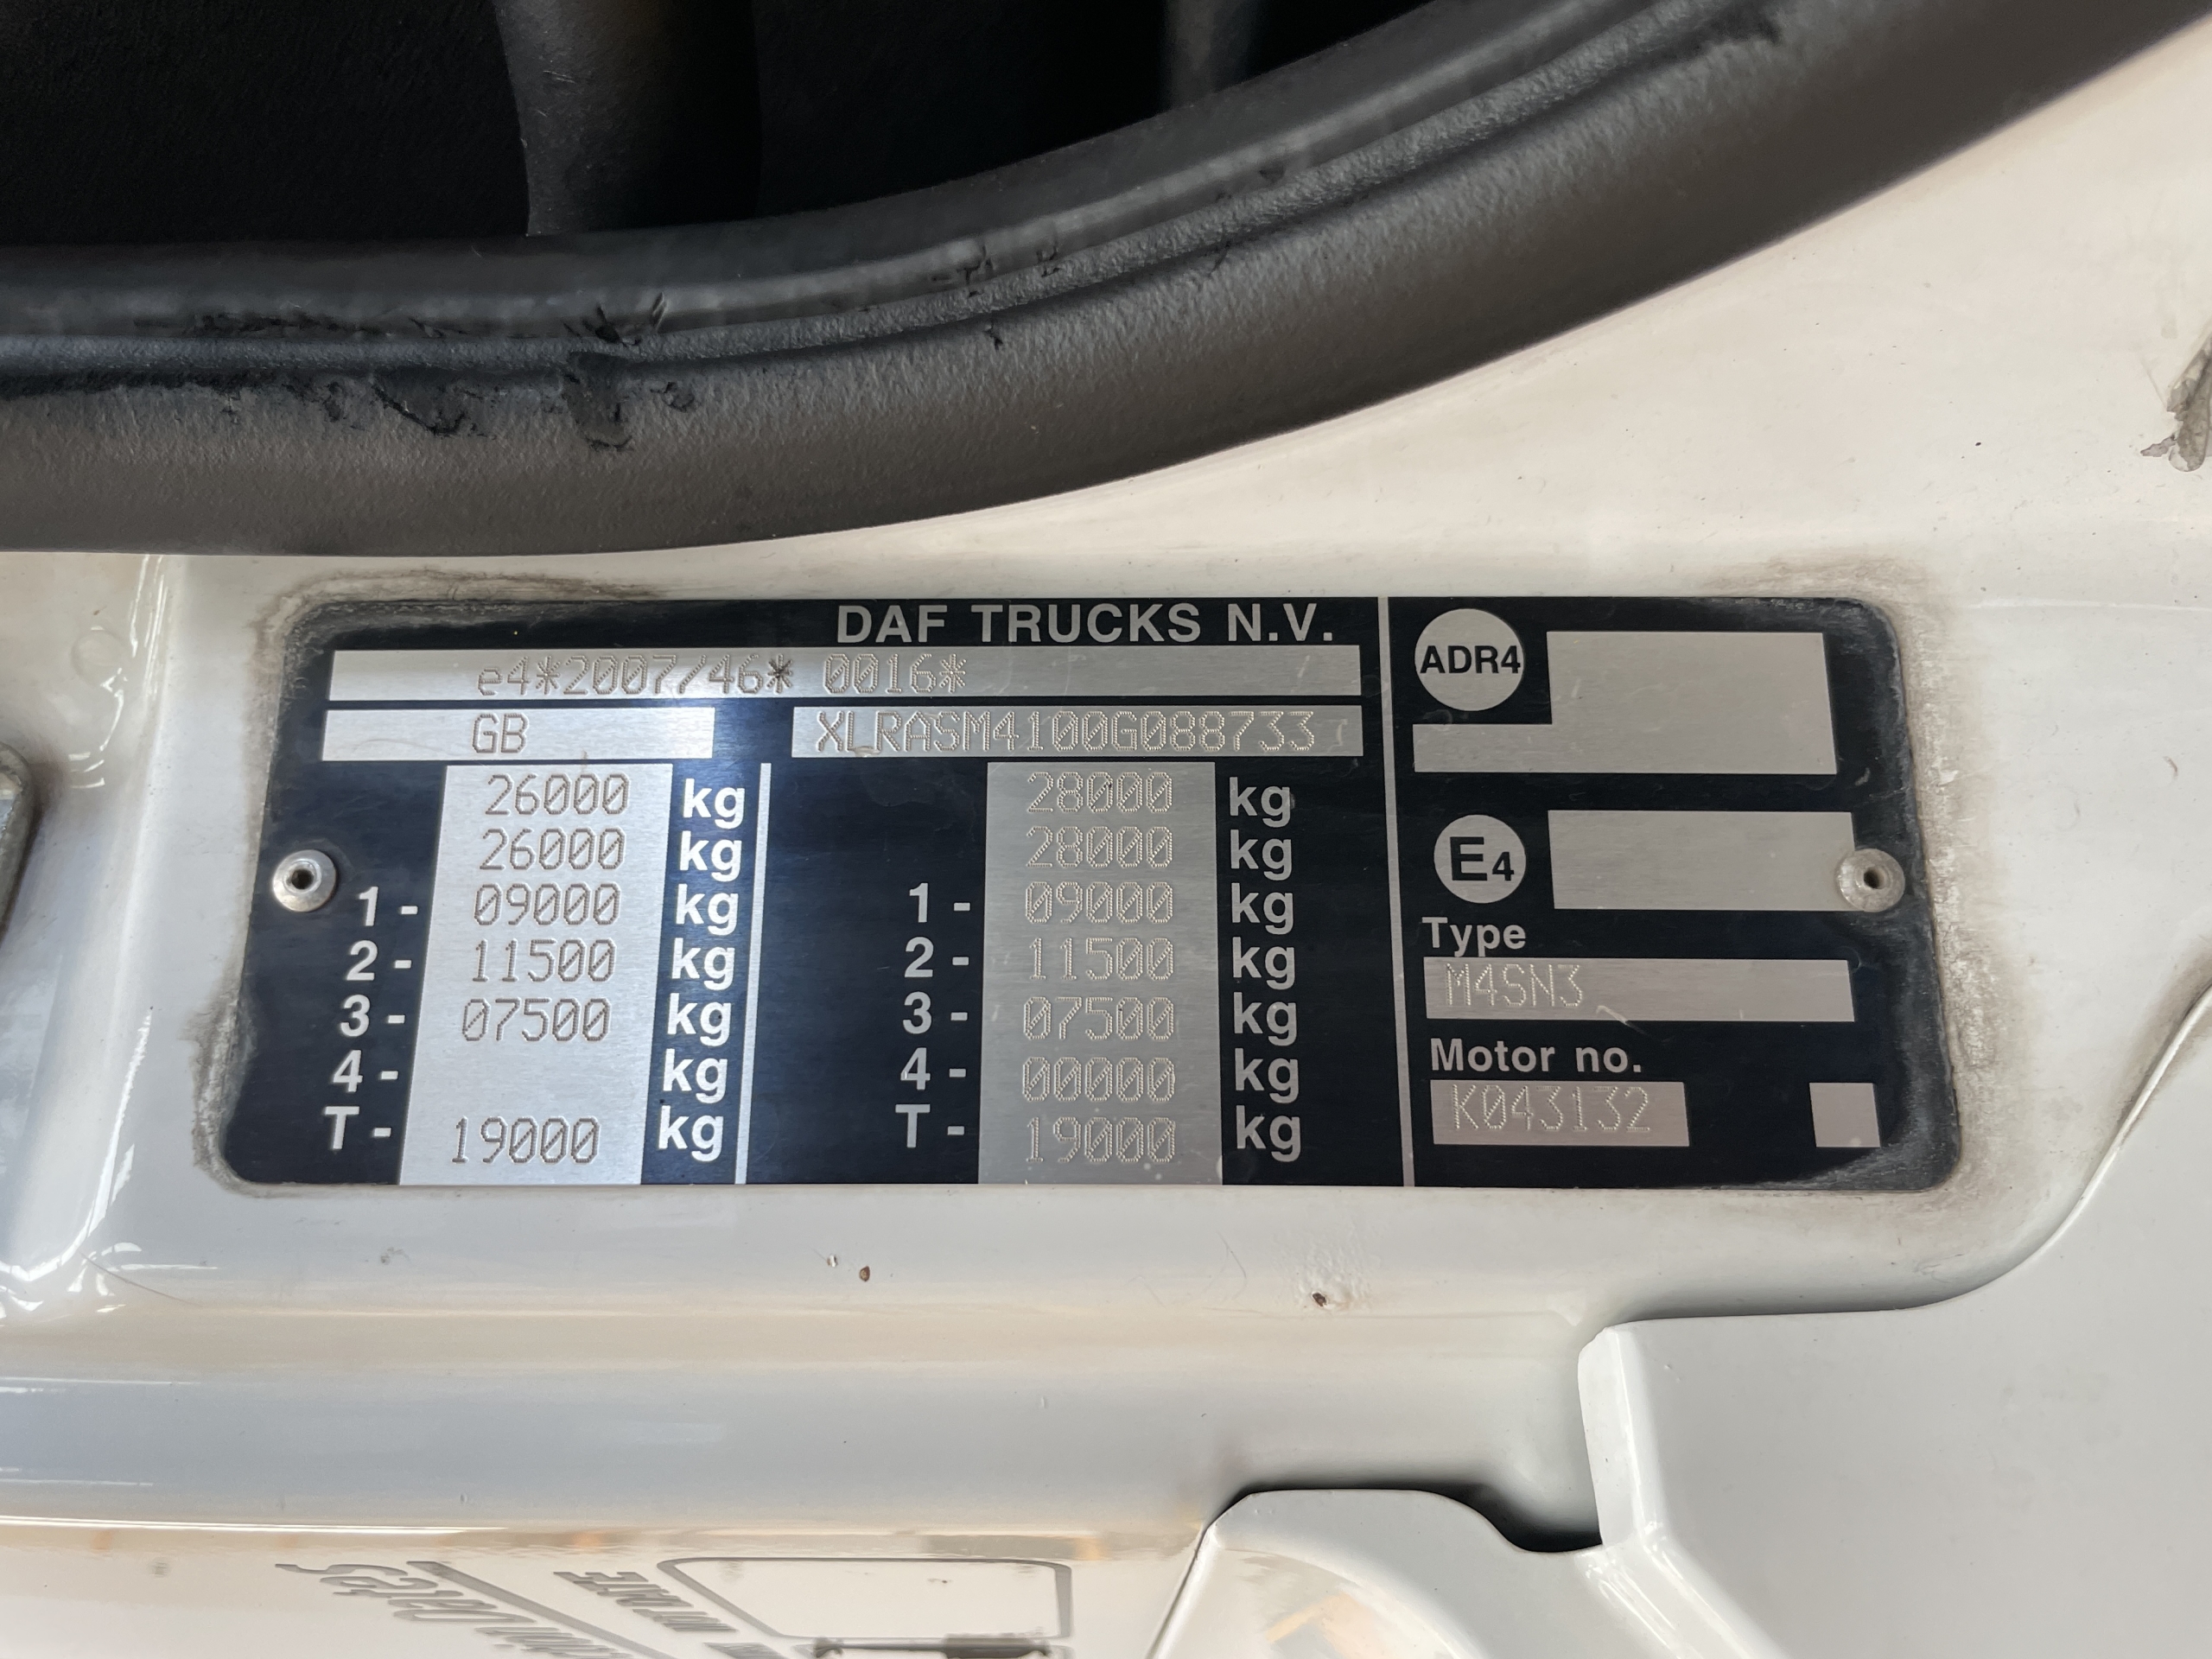 DAF TRUCKS N.V.
e4*2007/46* 0016*
GB
XLRASM4100G088733
26000 kg 28000 kg
26000 kg 28000 kg
1- 09000 kg 1- 09000 kg
2- 11500 kg 2- 11500 kg
3- 07500 kg 3- 07500 kg
4- kg 4- 00000 kg
T- 19000 kg T- 19000 kg
ADR4
E4
Type
M4SN3
Motor no.
K043132